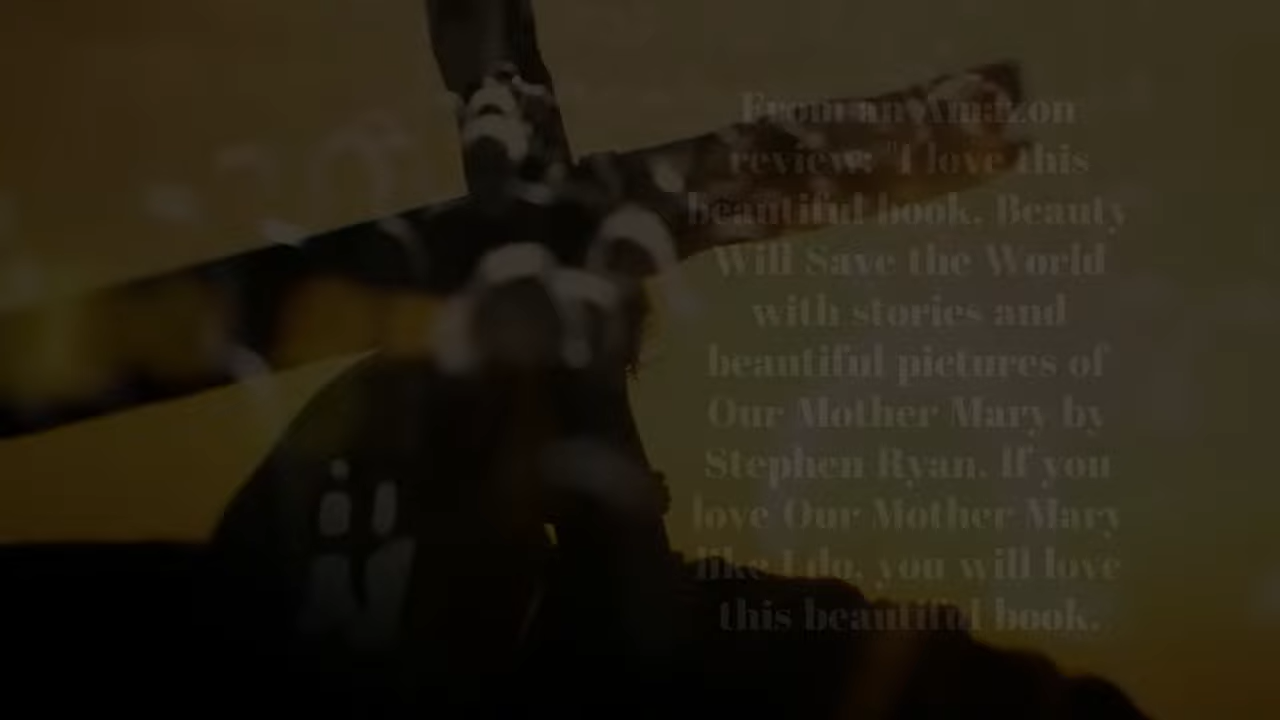 From an Amazon
review: "I love this
beautiful book, Beauty
Will Save the World
with stories and
beautiful pictures of
Our Mother Mary by
Stephen Ryan. If you
love Our Mother Mary
like I do, you will love
this beautiful book.